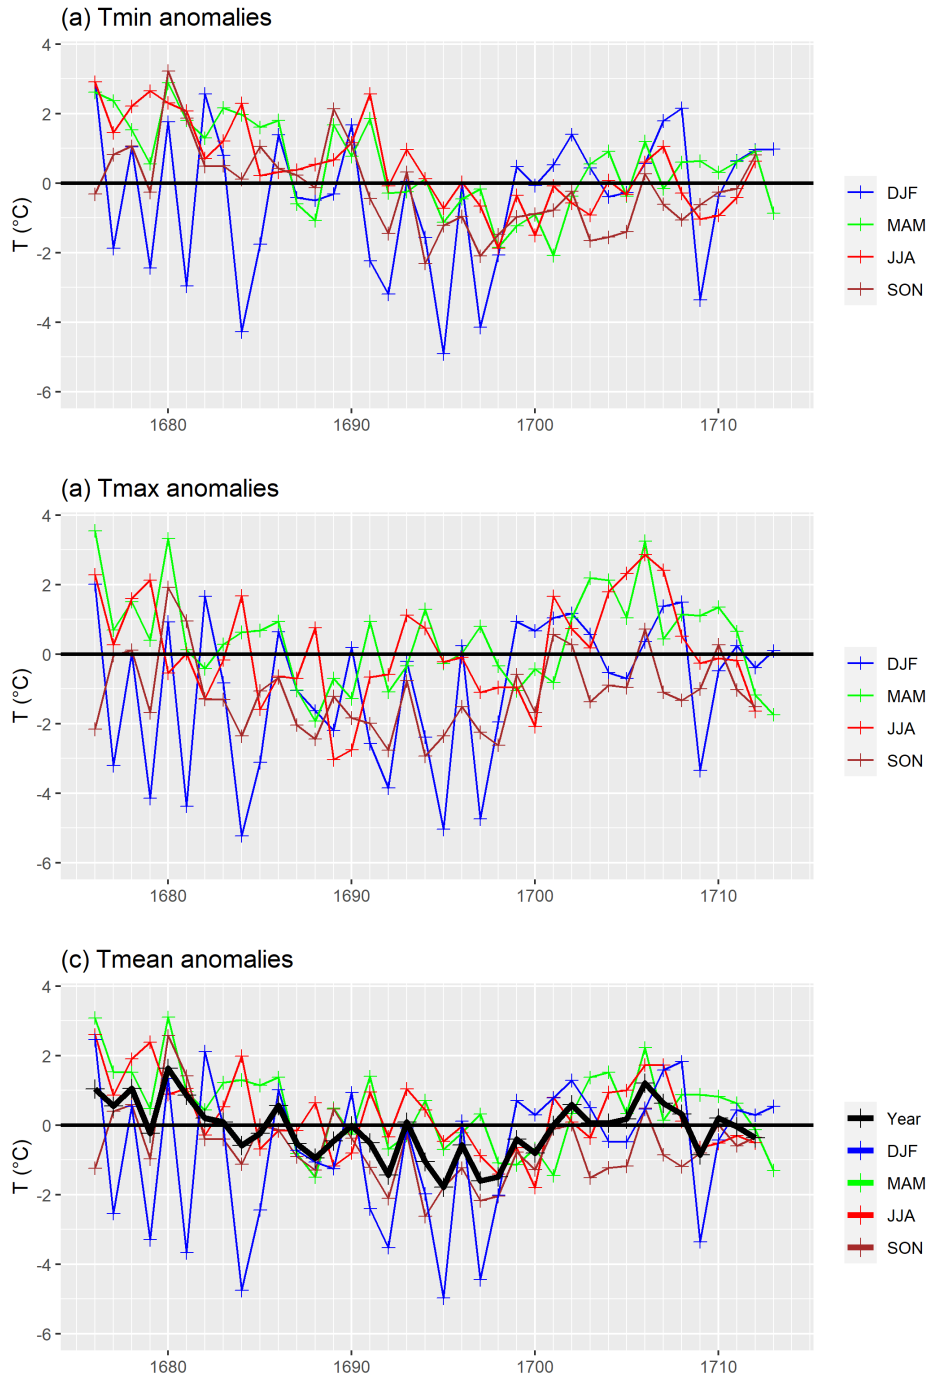 (a) Tmin anomalies
4
2
0
-2
-4
-6
T (°C)
1680
1690
1700
1710
DJF
MAM
JJA
SON
(a) Tmax anomalies
4
2
0
-2
-4
-6
T (°C)
1680
1690
1700
1710
DJF
MAM
JJA
SON
(c) Tmean anomalies
4
2
0
-2
-4
-6
T (°C)
1680
1690
1700
1710
Year
DJF
MAM
JJA
SON